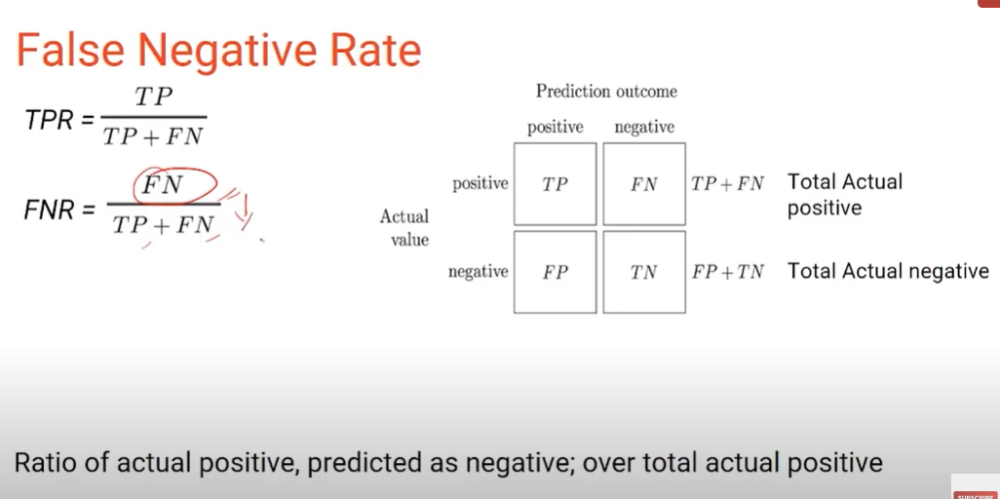 False Negative Rate
TPR = TP / TP + FN
FNR = FN / TP + FN
Prediction outcome
positive negative
positive TP FN TP + FN Total Actual positive
Actual value
negative FP TN FP + TN Total Actual negative
Ratio of actual positive, predicted as negative; over total actual positive
SUBSCRIBE